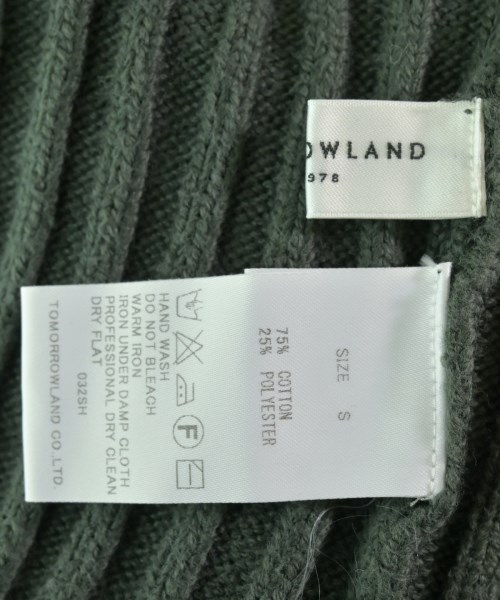 OWLAND
978
SIZE S
75% COTTON
25% POLYESTER
F
HAND WASH
DO NOT BLEACH
WARM IRON
IRON UNDER DAMP CLOTH
PROFESSIONAL DRY CLEAN
DRY FLAT
032SH
TOMORROWLAND CO.,LTD.